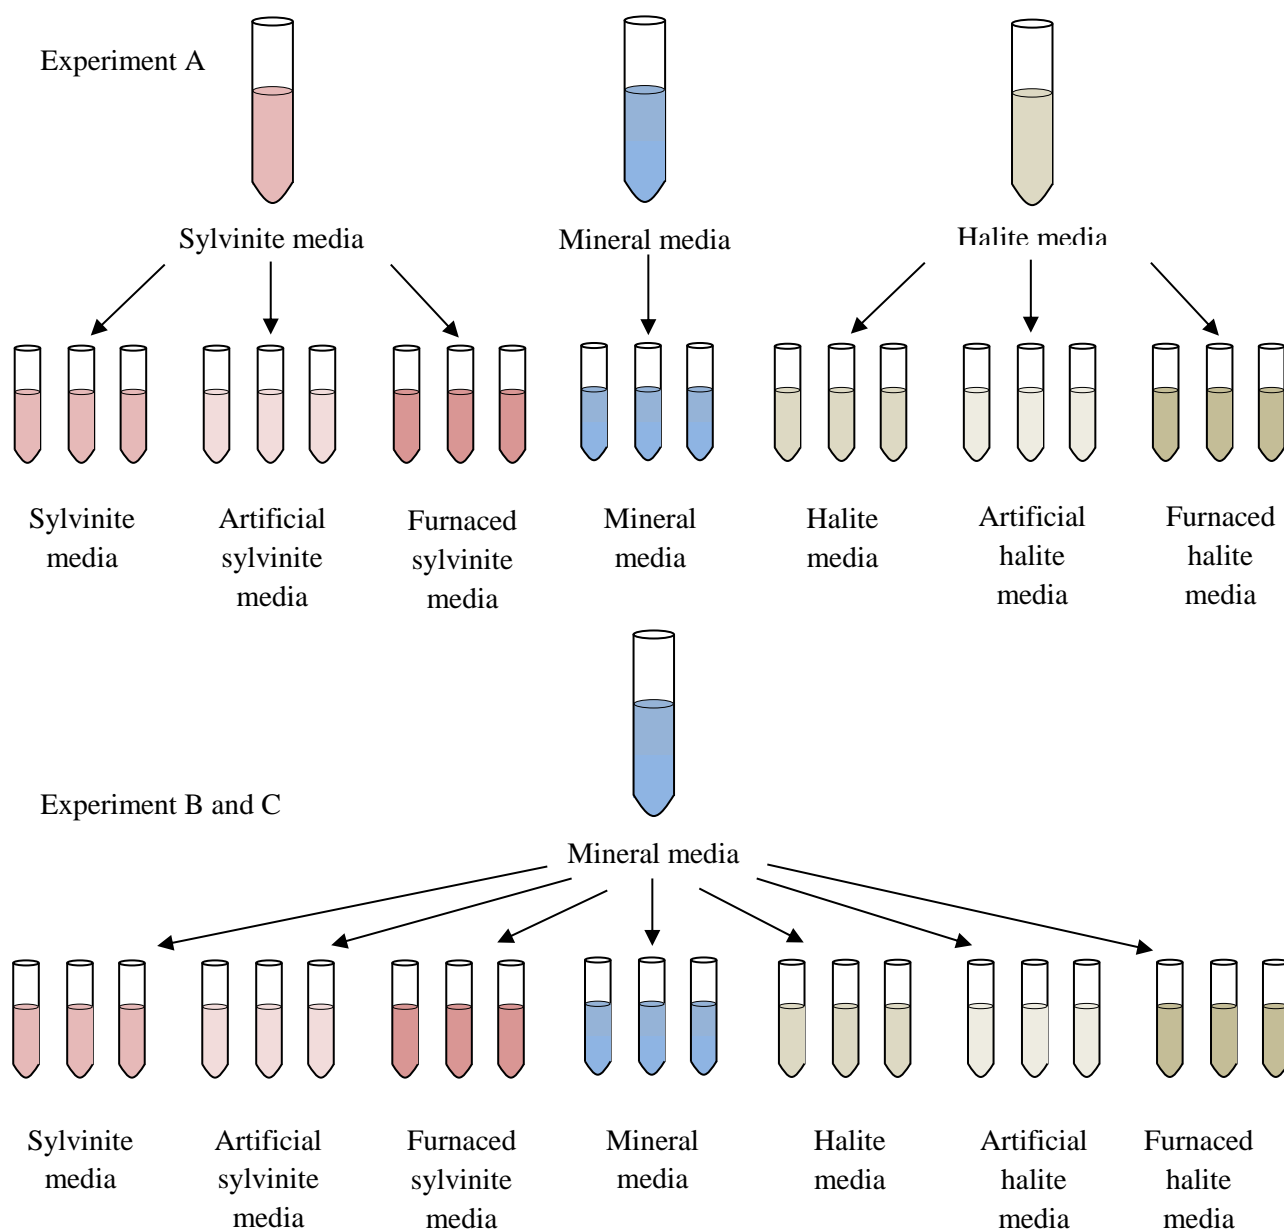 Experiment A
Sylvinite media
Mineral media
Halite media
Sylvinite
media
Artificial
sylvinite
media
Furnaced
sylvinite
media
Mineral
media
Halite
media
Artificial
halite
media
Furnaced
halite
media
Experiment B and C
Mineral media
Sylvinite
media
Artificial
sylvinite
media
Furnaced
sylvinite
media
Mineral
media
Halite
media
Artificial
halite
media
Furnaced
halite
media